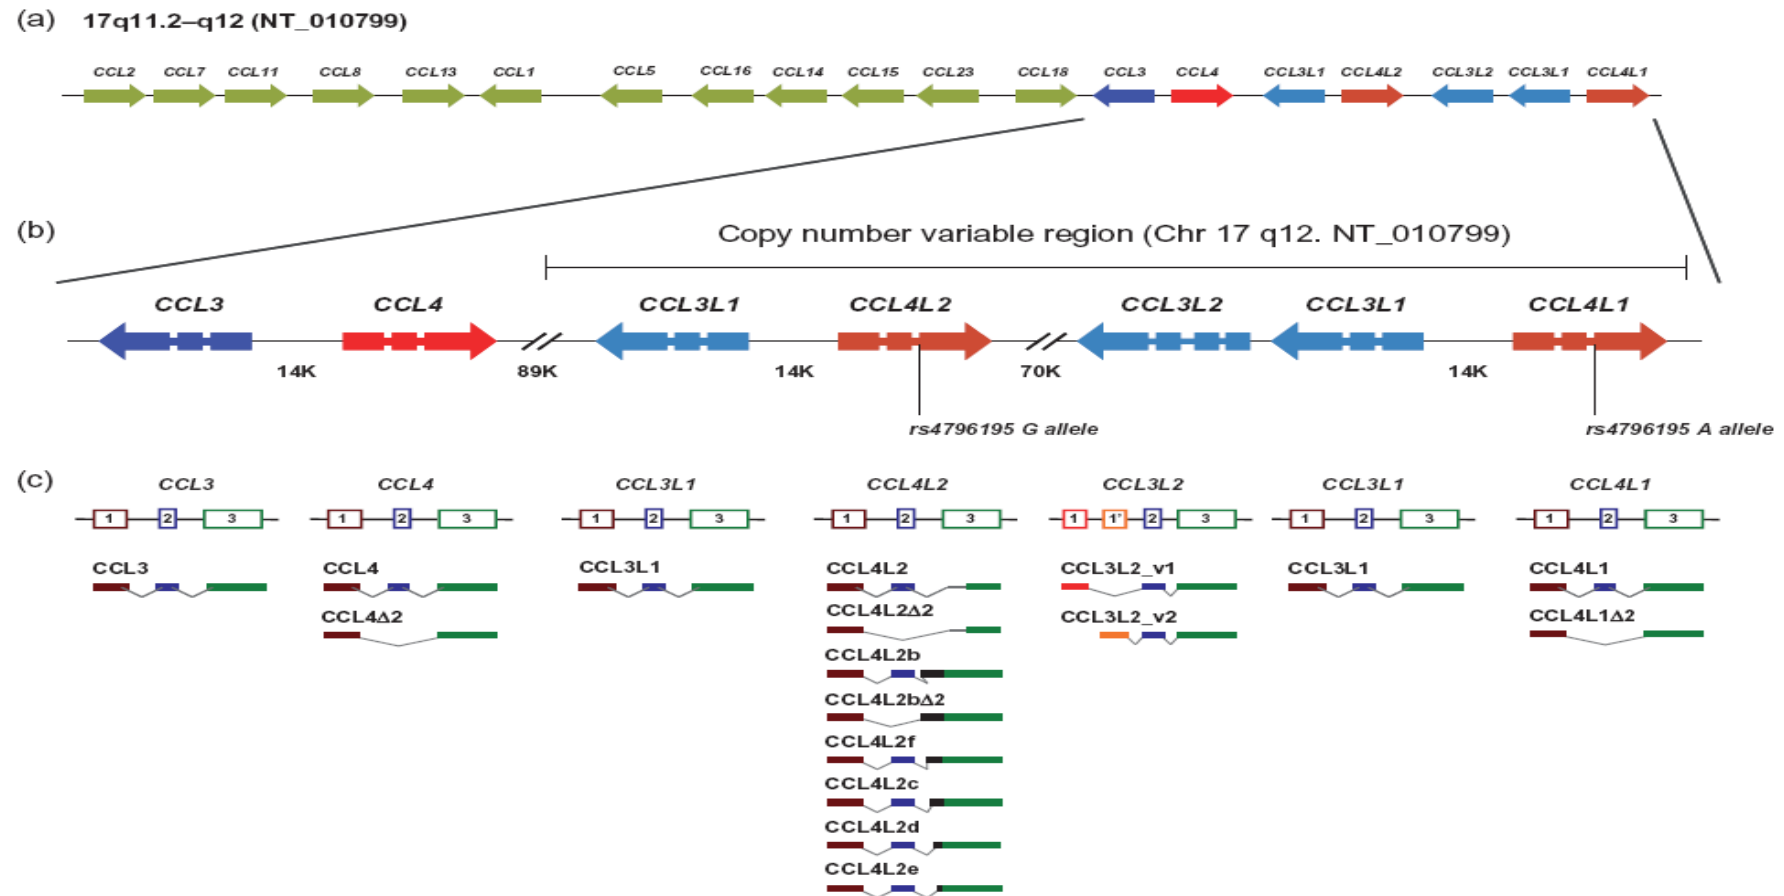 (a) 17q11.2–q12 (NT_010799)
CCL2 CCL7 CCL11 CCL8 CCL13 CCL1 CCL5 CCL16 CCL14 CCL15 CCL23 CCL18 CCL3 CCL4 CCL3L1 CCL4L2 CCL3L2 CCL3L1 CCL4L1
(b)
Copy number variable region (Chr 17 q12. NT_010799)
CCL3 CCL4 CCL3L1 CCL4L2 CCL3L2 CCL3L1 CCL4L1
14K 89K 14K 70K 14K
rs4796195 G allele rs4796195 A allele
(c)
CCL3 CCL4 CCL3L1 CCL4L2 CCL3L2 CCL3L1 CCL4L1
1 2 3 1 2 3 1 2 3 1 2 3 1 1' 2 3 1 2 3 1 2 3
CCL3 CCL4 CCL3L1 CCL4L2 CCL3L2_v1 CCL3L1 CCL4L1
CCL4Δ2 CCL4L2Δ2 CCL3L2_v2 CCL4L1Δ2
CCL4L2b
CCL4L2bΔ2
CCL4L2f
CCL4L2c
CCL4L2d
CCL4L2e